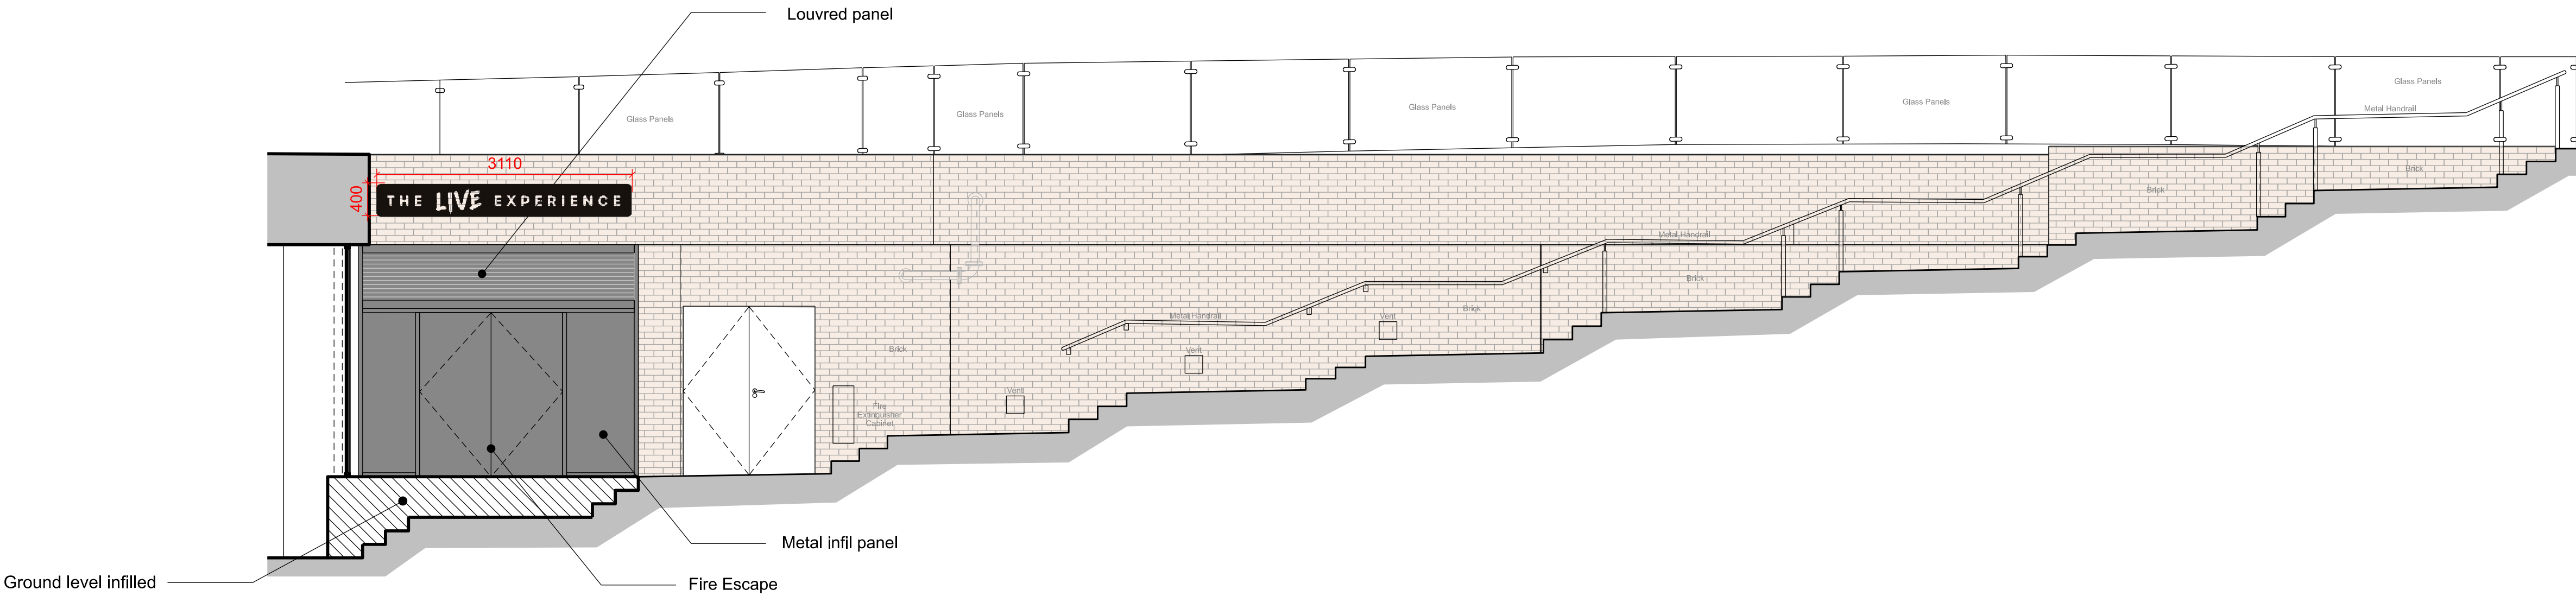 Louvred panel
Glass Panels
Metal Handrail
Glass Panels
Glass Panels
Glass Panels
Glass Panels
3110
400
THE LIVE EXPERIENCE
Brick
Brick
Metal Handrail
Brick
Metal Handrail
Brick
Vent
Brick
Vent
Vent
Fire
Extinguisher
Cabinet
Metal infil panel
Ground level infilled
Fire Escape